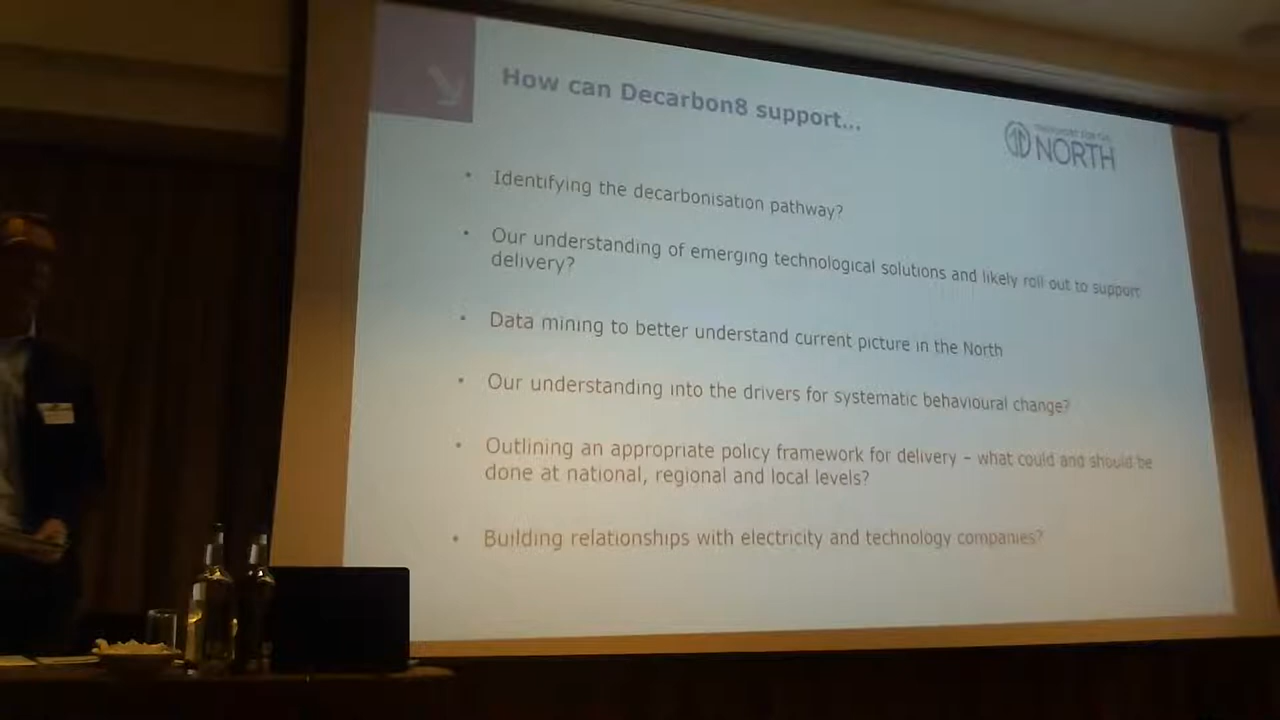 How can Decarbon8 support...
TRANSPORT FOR THE
NORTH
• Identifying the decarbonisation pathway?
• Our understanding of emerging technological solutions and likely roll out to support
delivery?
• Data mining to better understand current picture in the North
• Our understanding into the drivers for systematic behavioural change?
• Outlining an appropriate policy framework for delivery – what could and should be
done at national, regional and local levels?
• Building relationships with electricity and technology companies?